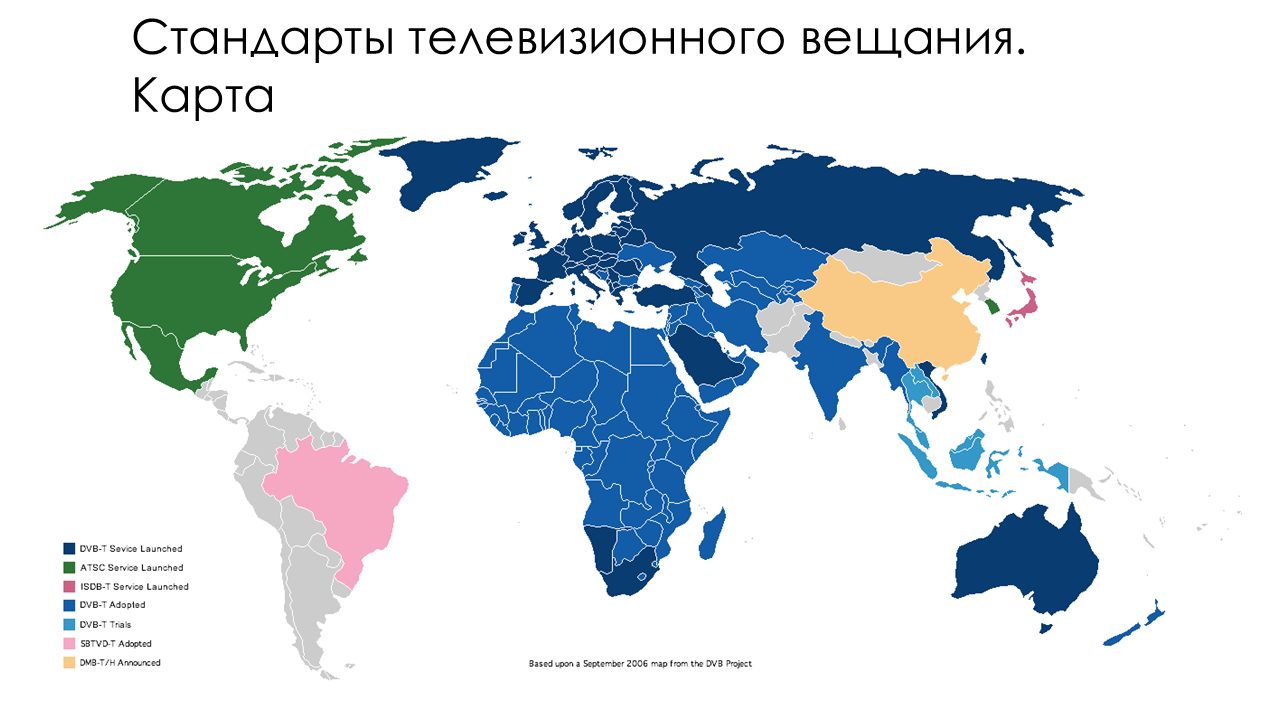 Стандарты телевизионного вещания.
Карта
DVB-T Sevice Launched
ATSC Service Launched
ISDB-T Service Launched
DVB-T Adopted
DVB-T Trials
SBTVD-T Adopted
DMB-T/H Announced
Based upon a September 2006 map from the DVB Project